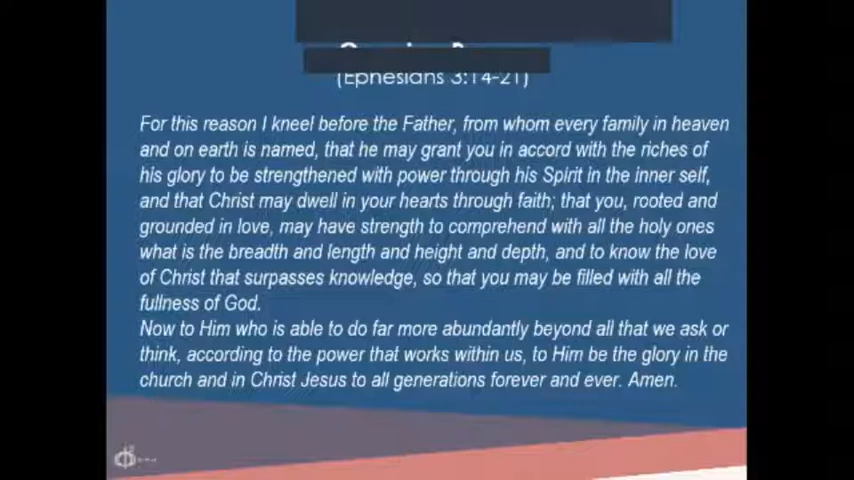 (Ephesians 3:14-21)
For this reason I kneel before the Father, from whom every family in heaven
and on earth is named, that he may grant you in accord with the riches of
his glory to be strengthened with power through his Spirit in the inner self,
and that Christ may dwell in your hearts through faith; that you, rooted and
grounded in love, may have strength to comprehend with all the holy ones
what is the breadth and length and height and depth, and to know the love
of Christ that surpasses knowledge, so that you may be filled with all the
fullness of God.
Now to Him who is able to do far more abundantly beyond all that we ask or
think, according to the power that works within us, to Him be the glory in the
church and in Christ Jesus to all generations forever and ever. Amen.